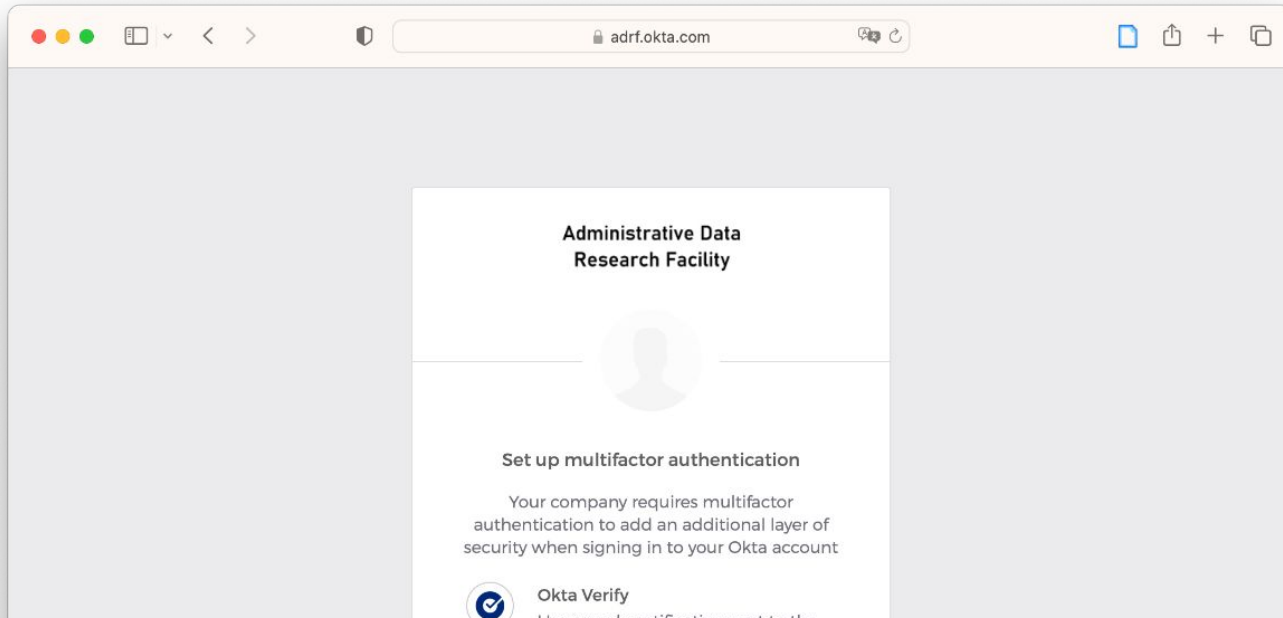 adrf.okta.com
Administrative Data
Research Facility
Set up multifactor authentication
Your company requires multifactor
authentication to add an additional layer of
security when signing in to your Okta account
Okta Verify